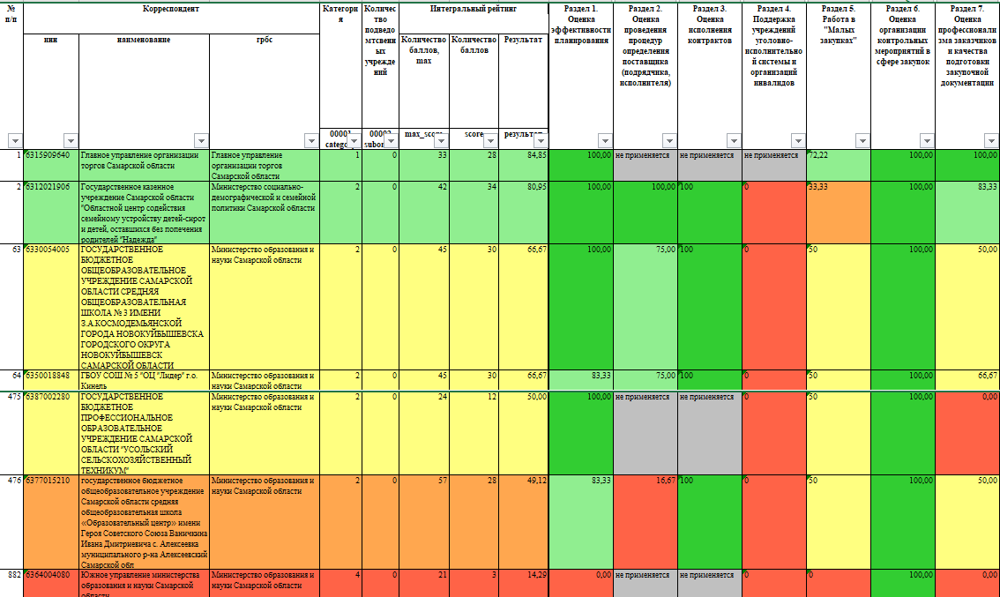 № п/п
Корреспондент
Категори
я
Количес
тво
подведо
мтсвенн
ых
учрежде
ний
Интегральный рейтинг
Раздел 1.
Оценка
эффективности
планирования
Раздел 2.
Оценка
проведения
процедур
определения
поставщика
(подрядчика,
исполнителя)
Раздел 3.
Оценка
исполнения
контрактов
Раздел 4.
Поддержка
учреждений
уголовно-
исполнительно
й системы и
организаций
инвалидов
Раздел 5.
Работа в
"Малых
закупках"
Раздел 6.
Оценка
организации
контрольных
мероприятий в
сфере закупок
Раздел 7.
Оценка
профессионали
зма заказчиков
и качества
подготовки
закупочной
документации
инн
наименование
грбс
Количество
баллов,
max
Количество
баллов
Результат
score
1
6315909640
Главное управление организации
торгов Самарской области
Главное управление
организации торгов
Самарской области
1
0
33
28
84,85
100,00
не применяется
не применяется
не применяется
72,22
100,00
100,00
2
6312021906
Государственное казенное
учреждение Самарской области
"Областной центр содействия
семейному устройству детей-сирот
и детей, оставшихся без попечения
родителей "Надежда"
Министерство социально-
демографической и семейной
политики Самарской области
2
0
42
34
80,95
100,00
100,00
100
0
33,33
100,00
83,33
63
6330054005
ГОСУДАРСТВЕННОЕ
БЮДЖЕТНОЕ
ОБЩЕОБРАЗОВАТЕЛЬНОЕ
УЧРЕЖДЕНИЕ САМАРСКОЙ
ОБЛАСТИ СРЕДНЯЯ
ОБЩЕОБРАЗОВАТЕЛЬНАЯ
ШКОЛА № 3 ИМЕНИ
З.А.КОСМОДЕМЬЯНСКОЙ
ГОРОДА НОВОКУЙБЫШЕВСКА
ГОРОДСКОГО ОКРУГА
НОВОКУЙБЫШЕВСК
САМАРСКОЙ ОБЛАСТИ
Министерство образования и
науки Самарской области
2
0
45
30
66,67
100,00
75,00
100
0
50
100,00
50,00
64
6350018848
ГБОУ СОШ № 5 "ОЦ "Лидер" г.о.
Кинель
Министерство образования и
науки Самарской области
2
0
45
30
66,67
83,33
75,00
100
0
50
100,00
66,67
475
6387002280
ГОСУДАРСТВЕННОЕ
БЮДЖЕТНОЕ
ПРОФЕССИОНАЛЬНОЕ
ОБРАЗОВАТЕЛЬНОЕ
УЧРЕЖДЕНИЕ САМАРСКОЙ
ОБЛАСТИ "УСОЛЬСКИЙ
СЕЛЬСКОХОЗЯЙСТВЕННЫЙ
ТЕХНИКУМ"
Министерство образования и
науки Самарской области
2
0
24
12
50,00
100,00
не применяется
не применяется
0
50
100,00
0,00
476
6377015210
государственное бюджетное
общеобразовательное учреждение
Самарской области средняя
общеобразовательная школа
«Образовательный центр» имени
Героя Советского Союза Ваничкина
Ивана Дмитриевича с. Алексеевка
муниципального р-на Алексеевский
Самарской обл
Министерство образования и
науки Самарской области
2
0
57
28
49,12
83,33
16,67
100
0
50
100,00
50,00
882
6364004080
Южное управление министерства
образования и науки Самарской
области
Министерство образования и
науки Самарской области
4
0
21
3
14,29
0,00
не применяется
не применяется
0
0
100,00
0,00